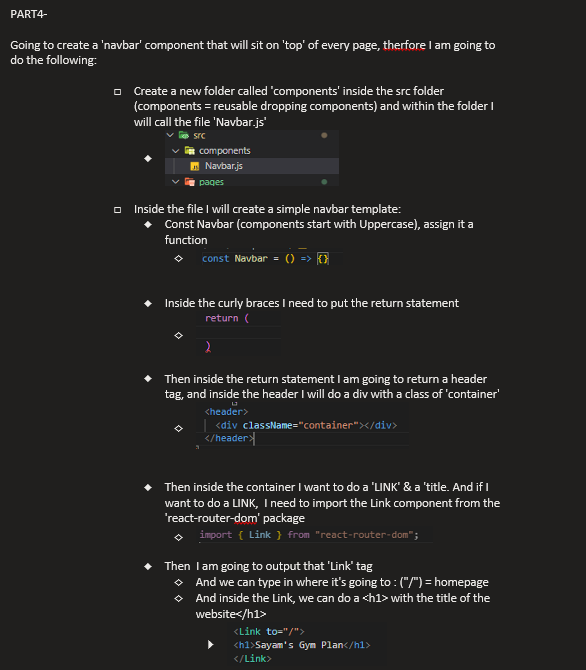 PART4-
Going to create a 'navbar' component that will sit on 'top' of every page, therfore I am going to
do the following:
Create a new folder called 'components' inside the src folder
(components = reusable dropping components) and within the folder I
will call the file 'Navbar.js'
src
components
JS Navbar.js
pages
Inside the file I will create a simple navbar template:
Const Navbar (components start with Uppercase), assign it a
function
const Navbar = () => {}
Inside the curly braces I need to put the return statement
return (
)
Then inside the return statement I am going to return a header
tag, and inside the header I will do a div with a class of 'container'
<header>
<div className="container"></div>
</header>
Then inside the container I want to do a 'LINK' & a 'title. And if I
want to do a LINK, I need to import the Link component from the
'react-router-dom' package
import { Link } from "react-router-dom";
Then I am going to output that 'Link' tag
And we can type in where it's going to : ("/") = homepage
And inside the Link, we can do a <h1> with the title of the
website</h1>
<Link to="/">
<h1>Sayam's Gym Plan</h1>
</Link>